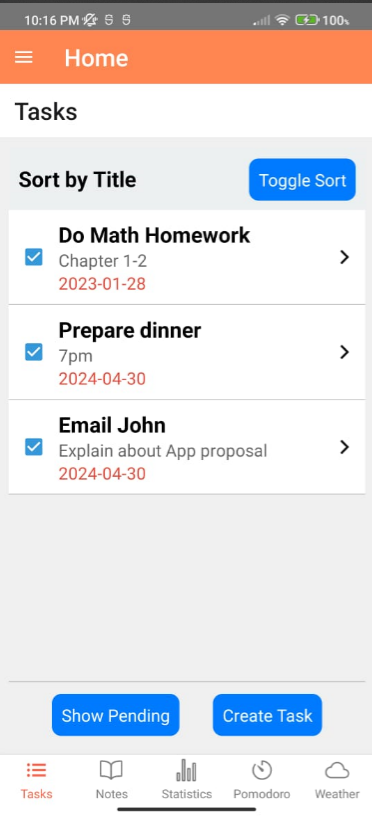 10:16 PM
100%
Home
Tasks
Sort by Title
Toggle Sort
Do Math Homework
Chapter 1-2
2023-01-28
Prepare dinner
7pm
2024-04-30
Email John
Explain about App proposal
2024-04-30
Show Pending
Create Task
Tasks
Notes
Statistics
Pomodoro
Weather